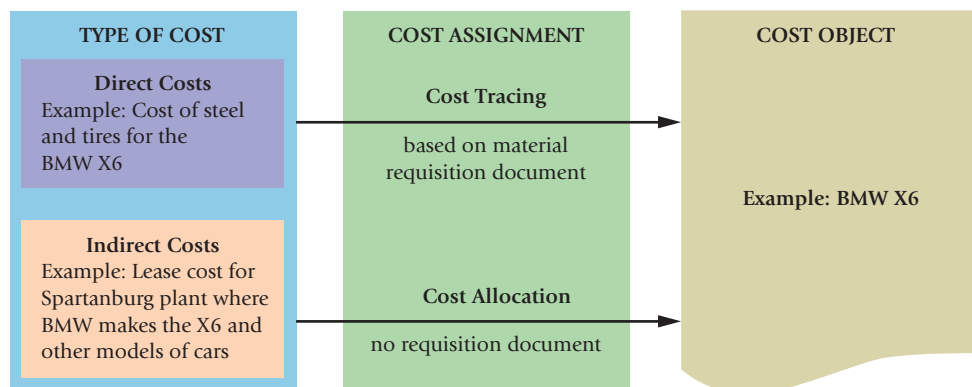 TYPE OF COST
Direct Costs
Example: Cost of steel
and tires for the
BMW X6
Indirect Costs
Example: Lease cost for
Spartanburg plant where
BMW makes the X6 and
other models of cars
COST ASSIGNMENT
Cost Tracing
based on material
requisition document
Cost Allocation
no requisition document
COST OBJECT
Example: BMW X6